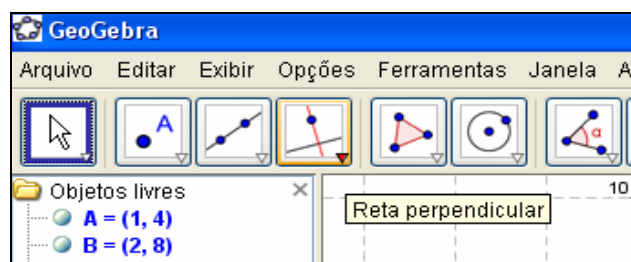 GeoGebra
Arquivo Editar Exibir Opções Ferramentas Janela A
A
α
Objetos livres
10
Reta perpendicular
A = (1, 4)
B = (2, 8)